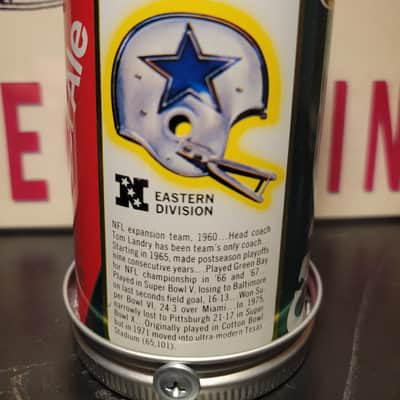 Ale
E
IN
N
EASTERN
DIVISION
NFL expansion team, 1960...Head coach
Tom Landry has been team's only coach...
Starting in 1965, made postseason playoffs
nine consecutive years...Played Green Bay
for NFL championship in '66 and '67...
Played in Super Bowl V, losing to Baltimore
on last seconds field goal, 16-13...Won Su-
per Bowl VI, 24-3 over Miami...In 1975,
narrowly lost to Pittsburgh 21-17 in Super
Bowl X...Originally played in Cotton Bowl
but in 1971 moved into ultra-modern Texas
Stadium (65,101).